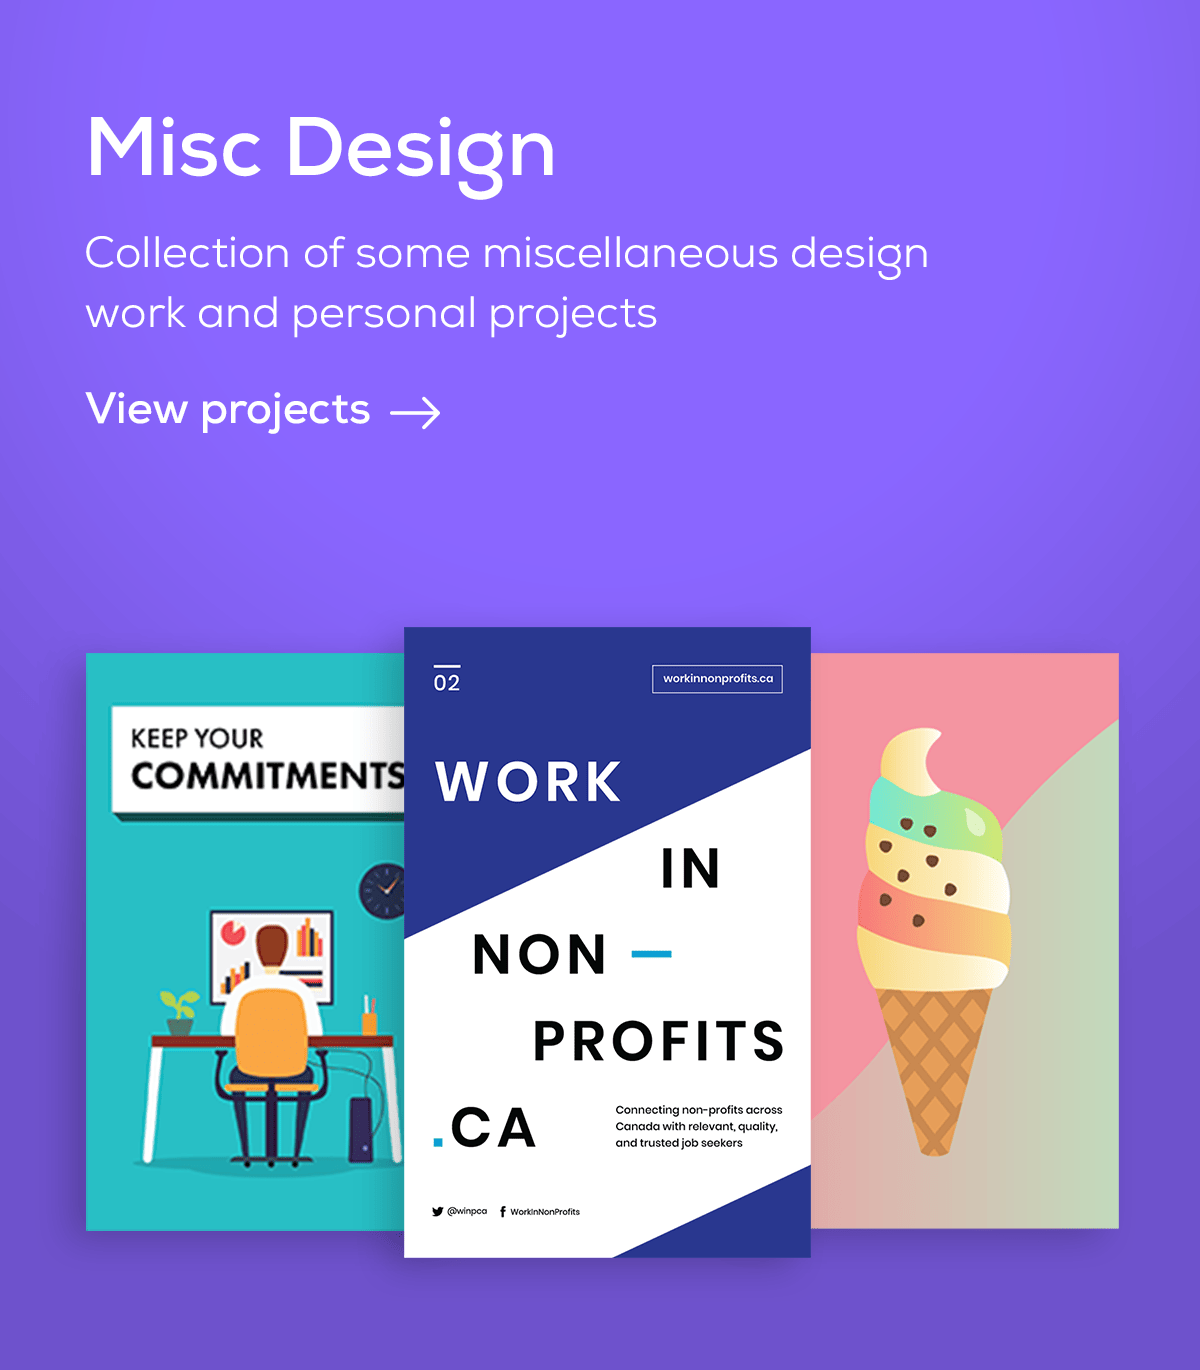 Misc Design
Collection of some miscellaneous design
work and personal projects
View projects
KEEP YOUR
COMMITMENTS
02
workinnonprofits.ca
WORK
IN
NON —
PROFITS
.CA
Connecting non-profits across
Canada with relevant, quality,
and trusted job seekers
@winpca
WorkInNonProfits